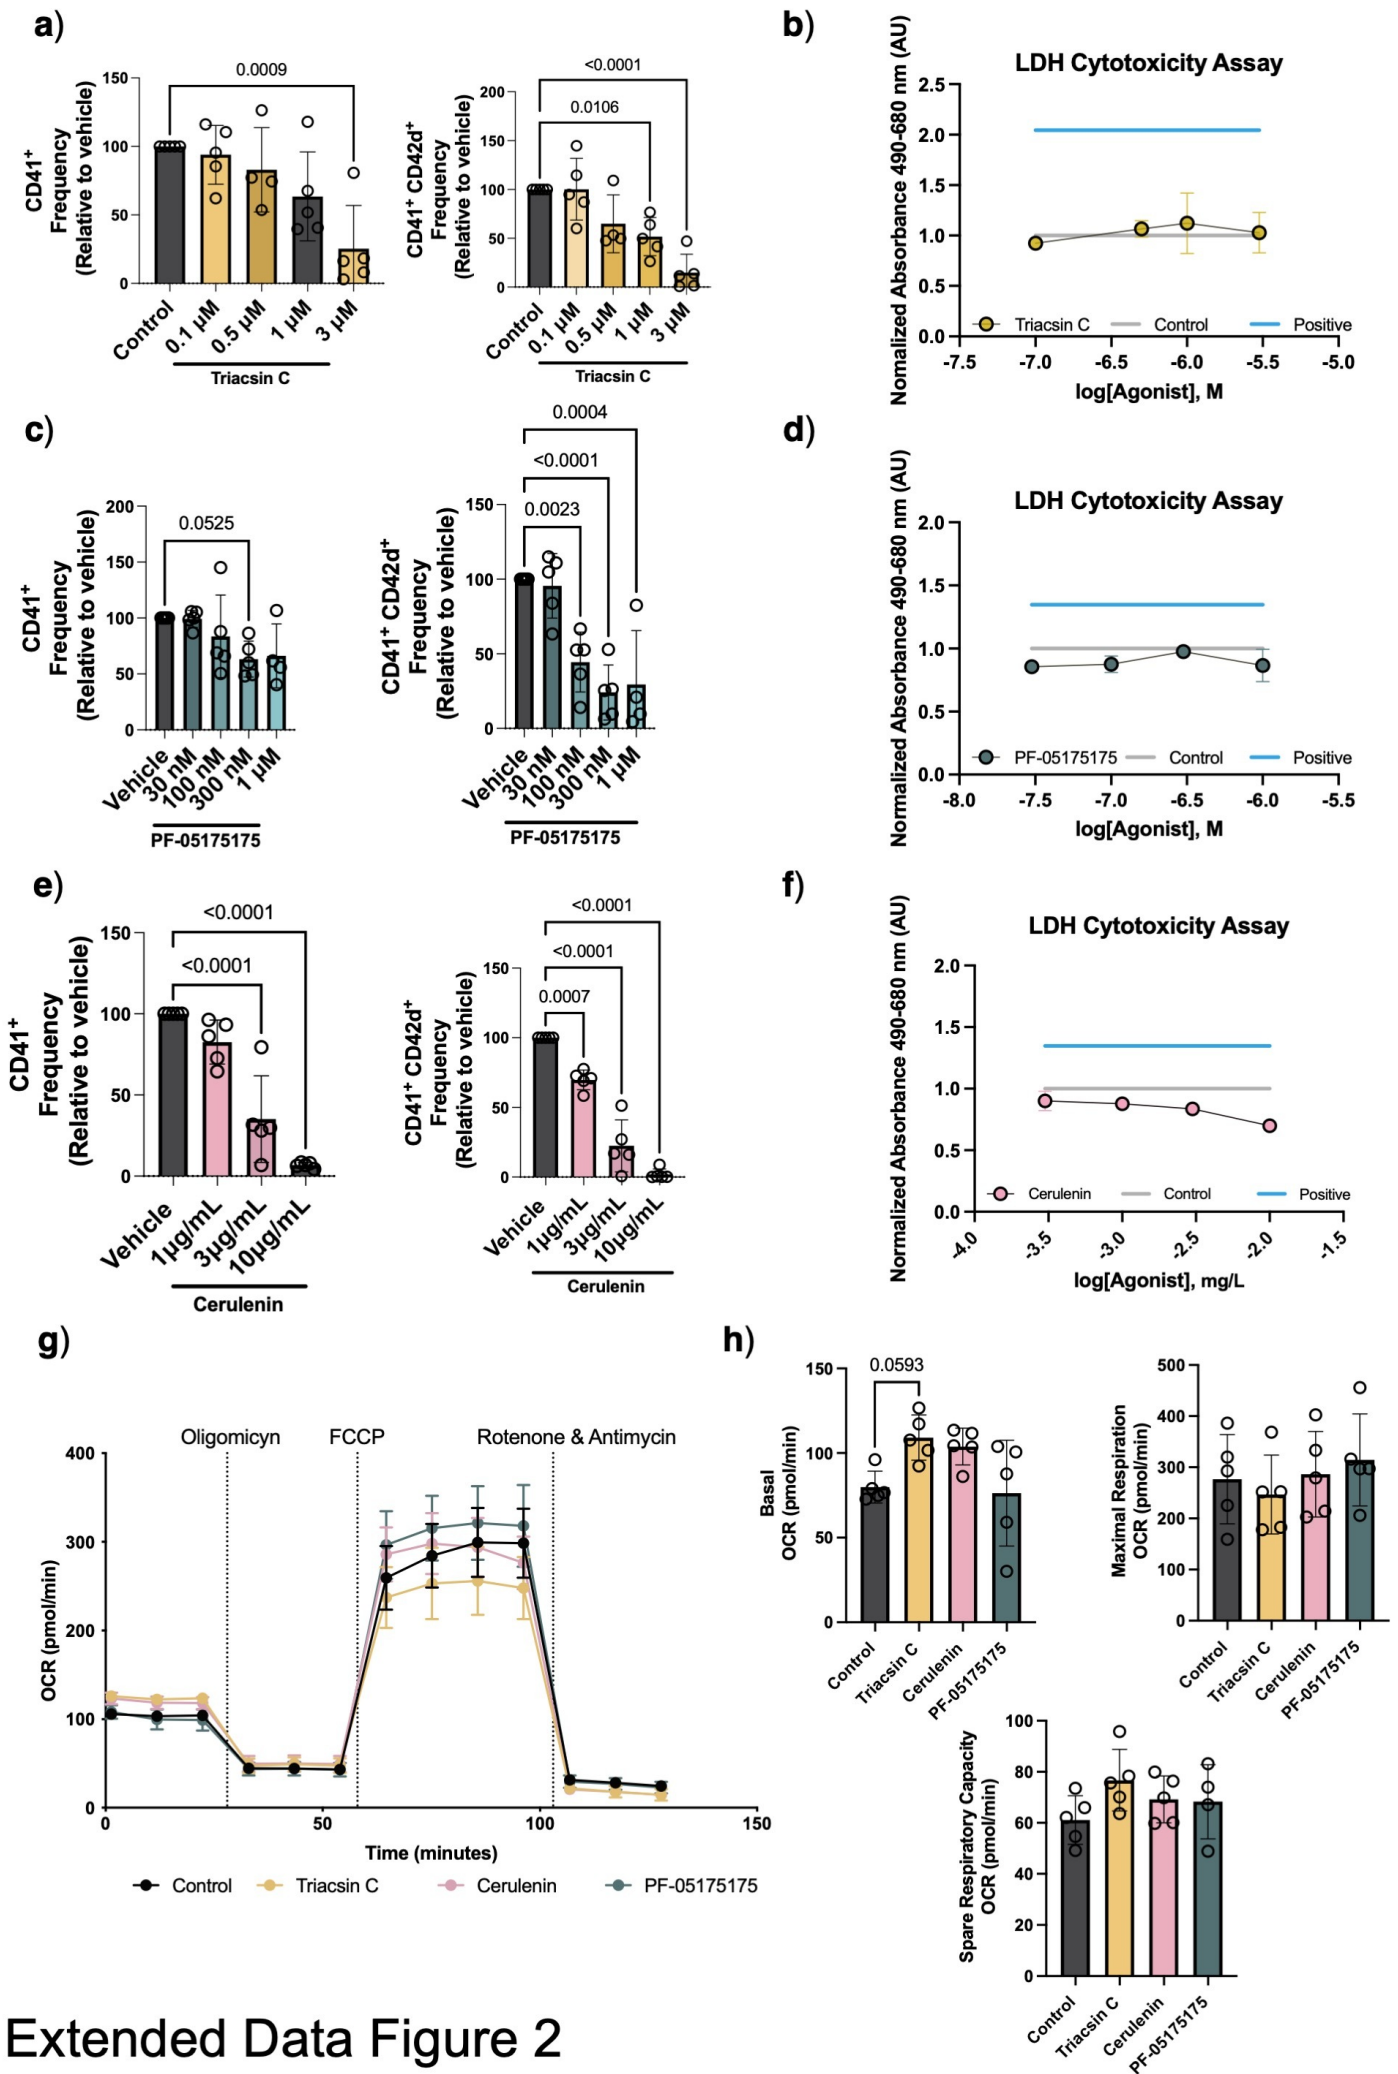 a)
0.0009
CD41+
Frequency
(Relative to vehicle)
150
100
50
0
Control
0.1 µM
0.5 µM
1 µM
3 µM
Triacsin C
<0.0001
0.0106
CD41+ CD42d+
Frequency
(Relative to vehicle)
200
150
100
50
0
Control
0.1 µM
0.5 µM
1 µM
3 µM
Triacsin C
b)
LDH Cytotoxicity Assay
Normalized Absorbance 490-680 nm (AU)
2.5
2.0
1.5
1.0
0.5
0.0
Triacsin C
Control
Positive
-7.5
-7.0
-6.5
-6.0
-5.5
-5.0
log[Agonist], M
c)
0.0525
CD41+
Frequency
(Relative to vehicle)
200
150
100
50
0
Vehicle
30 nM
100 nM
300 nM
1 µM
PF-05175175
0.0004
<0.0001
0.0023
CD41+ CD42d+
Frequency
(Relative to vehicle)
150
100
50
0
Vehicle
30 nM
100 nM
300 nM
1 µM
PF-05175175
d)
LDH Cytotoxicity Assay
Normalized Absorbance 490-680 nm (AU)
2.0
1.5
1.0
0.5
0.0
PF-05175175
Control
Positive
-8.0
-7.5
-7.0
-6.5
-6.0
-5.5
log[Agonist], M
e)
<0.0001
<0.0001
CD41+
Frequency
(Relative to vehicle)
150
100
50
0
Vehicle
1µg/mL
3µg/mL
10µg/mL
Cerulenin
<0.0001
<0.0001
0.0007
CD41+ CD42d+
Frequency
(Relative to vehicle)
150
100
50
0
Vehicle
1µg/mL
3µg/mL
10µg/mL
Cerulenin
f)
LDH Cytotoxicity Assay
Normalized Absorbance 490-680 nm (AU)
2.0
1.5
1.0
0.5
0.0
Cerulenin
Control
Positive
-4.0
-3.5
-3.0
-2.5
-2.0
-1.5
log[Agonist], mg/L
g)
Oligomicyn
FCCP
Rotenone & Antimycin
OCR (pmol/min)
400
300
200
100
0
0
50
100
150
Time (minutes)
Control
Triacsin C
Cerulenin
PF-05175175
h)
0.0593
Basal
OCR (pmol/min)
150
100
50
0
Control
Triacsin C
Cerulenin
PF-05175175
Maximal Respiration
OCR (pmol/min)
500
400
300
200
100
0
Control
Triacsin C
Cerulenin
PF-05175175
Spare Respiratory Capacity
OCR (pmol/min)
100
80
60
40
20
0
Control
Triacsin C
Cerulenin
PF-05175175
Extended Data Figure 2